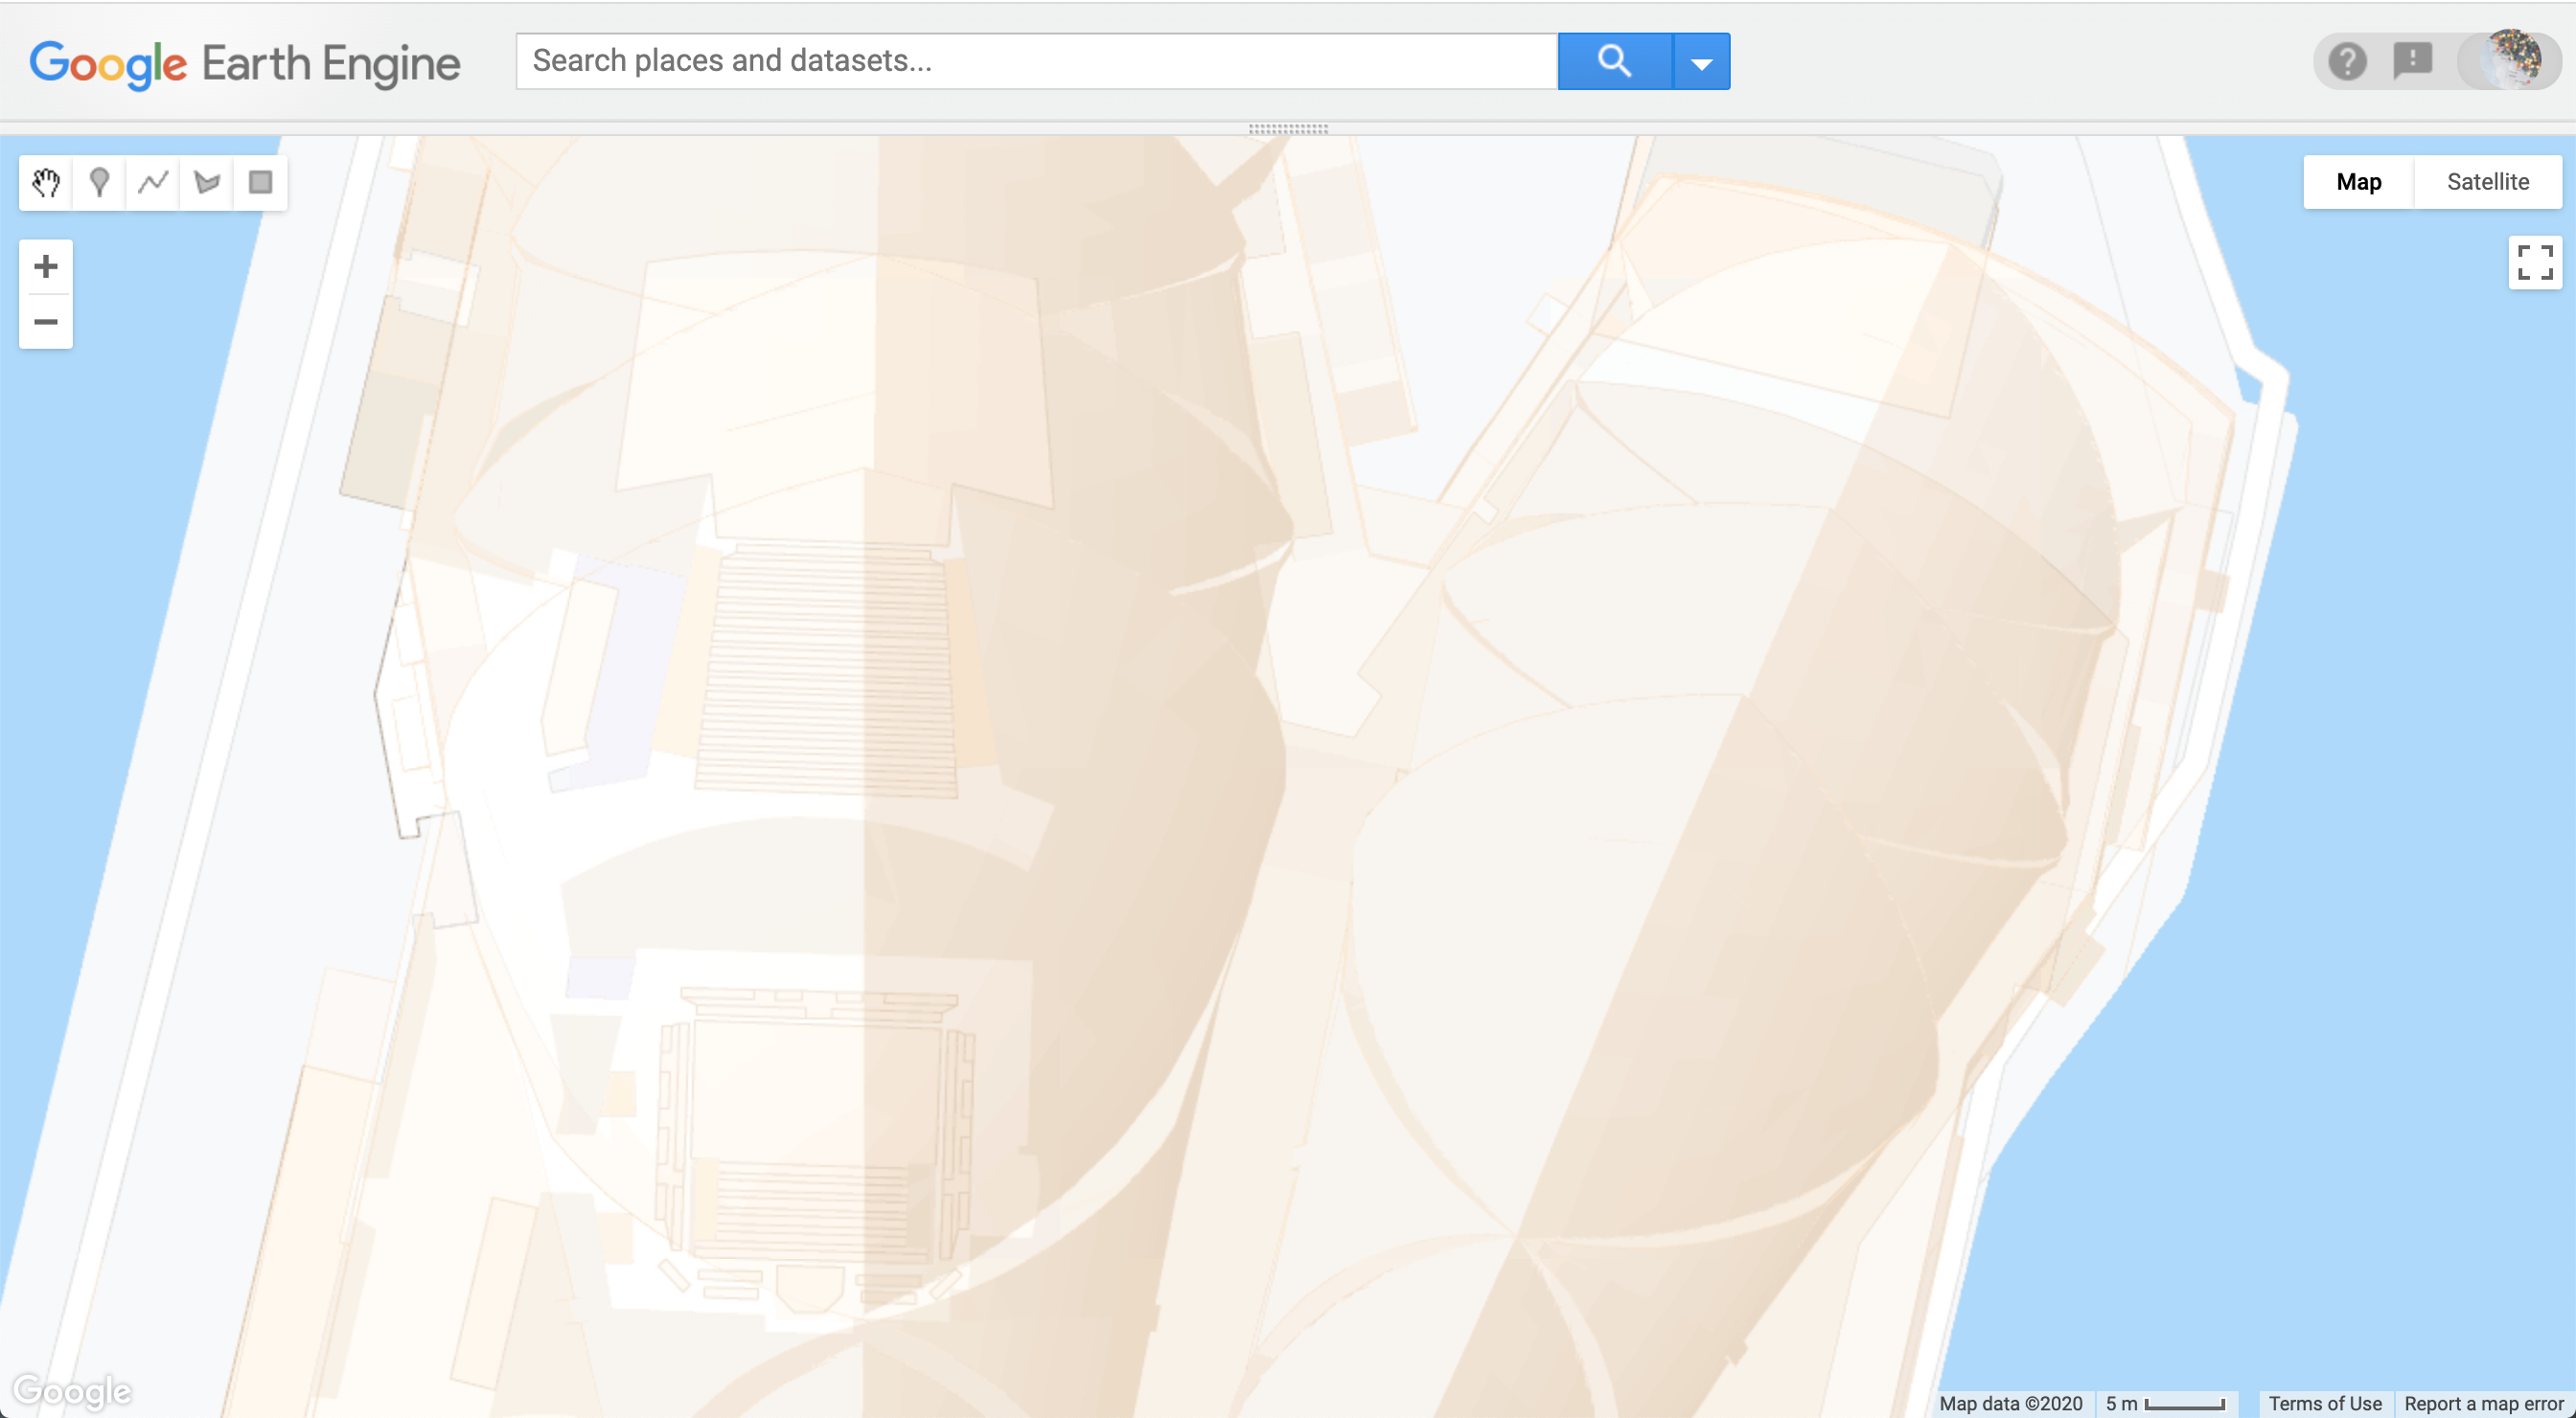 Google Earth Engine
Search places and datasets...
Map
Satellite
Google
Map data ©2020
5 m
Terms of Use
Report a map error